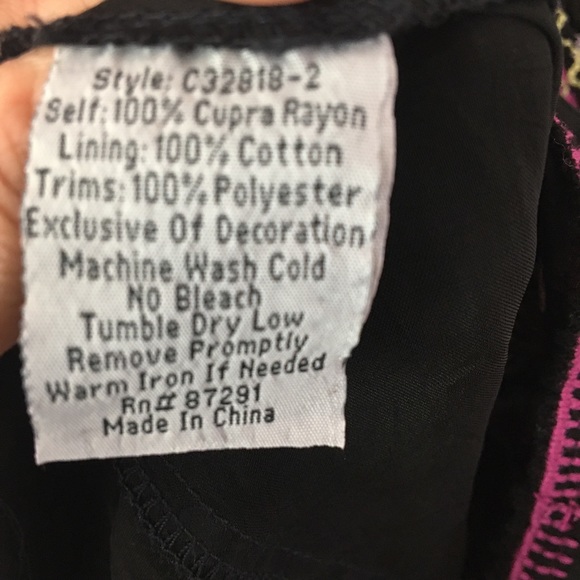 Style: C32818-2
Self: 100% Cupra Rayon
Lining: 100% Cotton
Trims: 100% Polyester
Exclusive Of Decoration
Machine Wash Cold
No Bleach
Tumble Dry Low
Remove Promptly
Warm Iron If Needed
Rn# 87291
Made In China